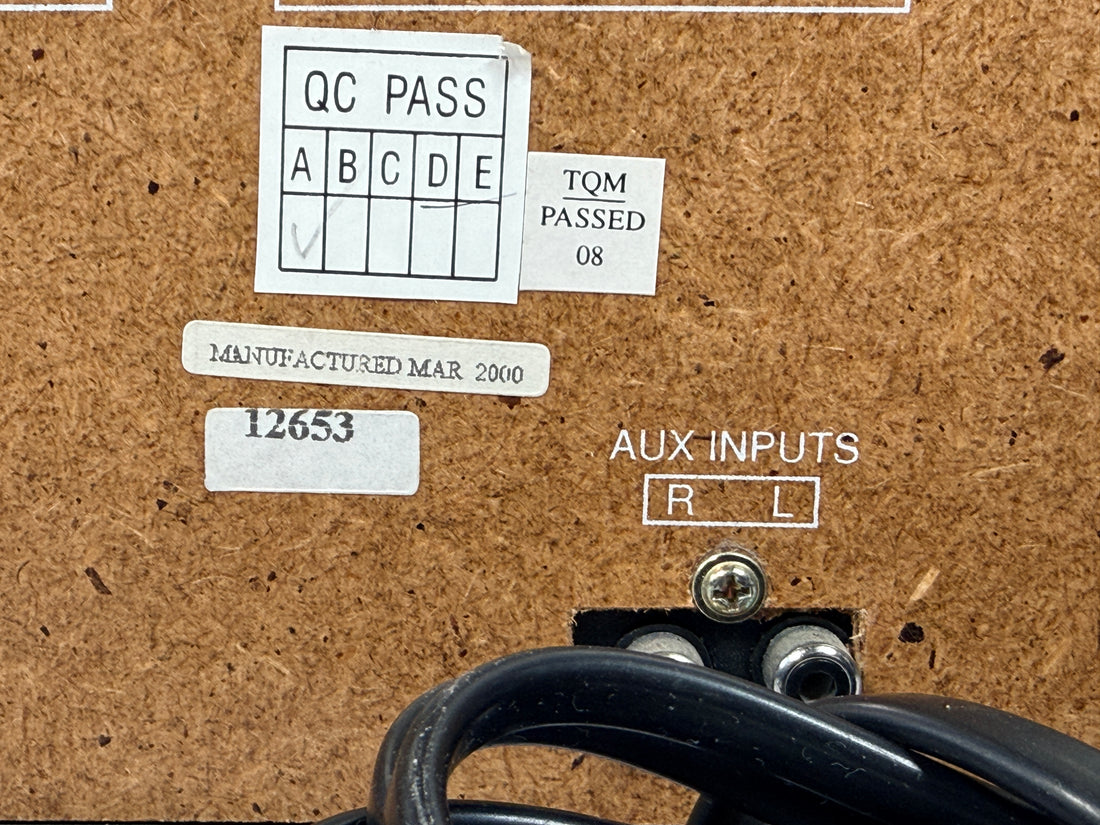 QC PASS
A B C D E
TQM
PASSED
08
MANUFACTURED MAR 2000
12653
AUX INPUTS
R L